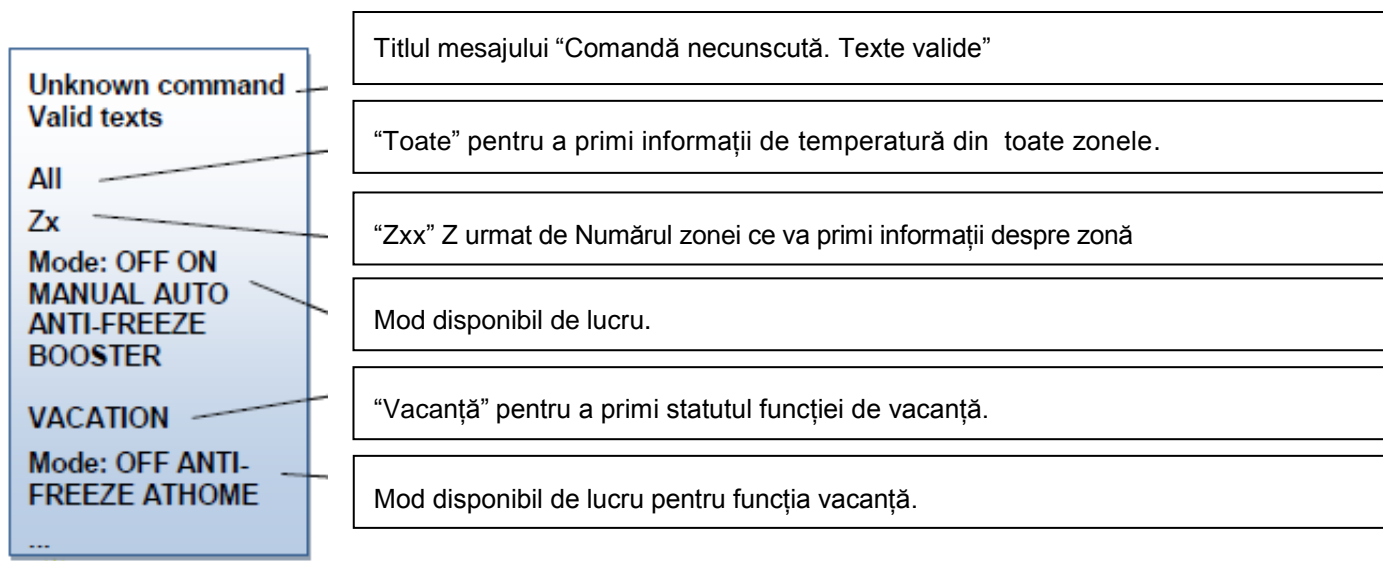 Unknown command
Valid texts
All
Zx
Mode: OFF ON
MANUAL AUTO
ANTI-FREEZE
BOOSTER
VACATION
Mode: OFF ANTI-
FREEZE ATHOME
...
Titlul mesajului “Comandă necunscută. Texte valide”
“Toate” pentru a primi informații de temperatură din toate zonele.
“Zxx” Z urmat de Numărul zonei ce va primi informații despre zonă
Mod disponibil de lucru.
“Vacanță” pentru a primi statutul funcției de vacanță.
Mod disponibil de lucru pentru funcția vacanță.